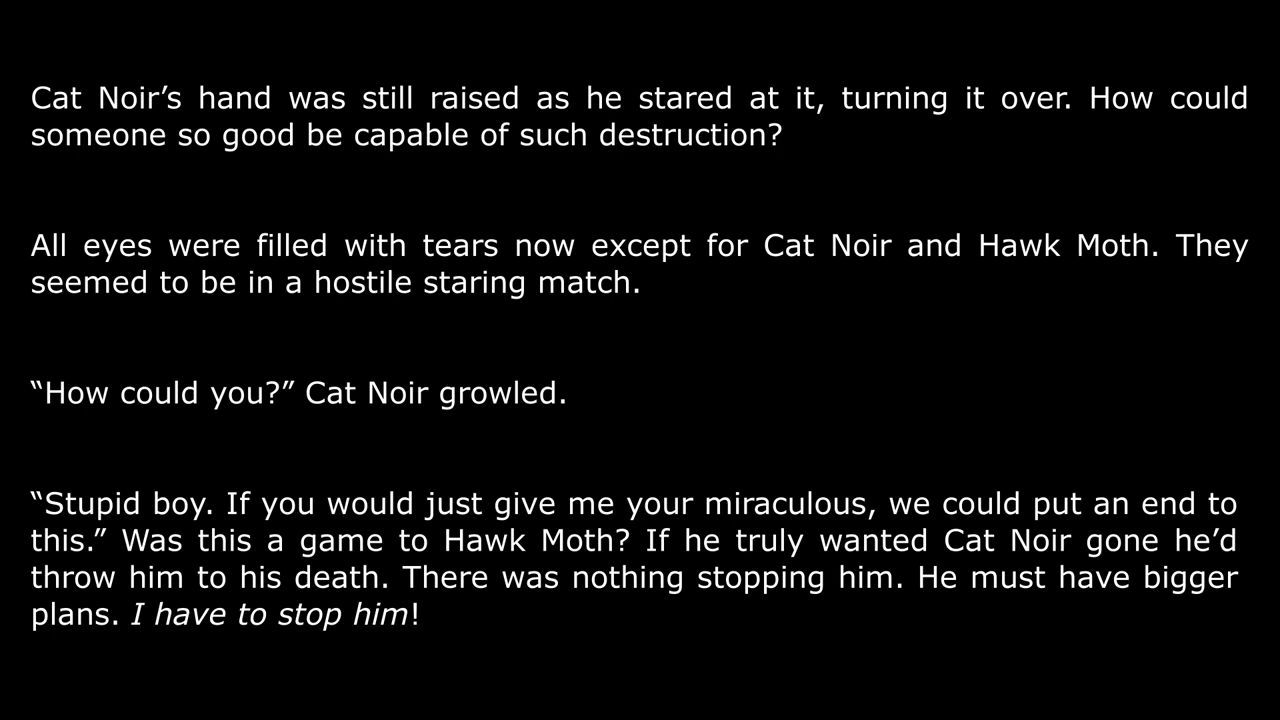 Cat Noir’s hand was still raised as he stared at it, turning it over. How could
someone so good be capable of such destruction?
All eyes were filled with tears now except for Cat Noir and Hawk Moth. They
seemed to be in a hostile staring match.
“How could you?” Cat Noir growled.
“Stupid boy. If you would just give me your miraculous, we could put an end to
this.” Was this a game to Hawk Moth? If he truly wanted Cat Noir gone he’d
throw him to his death. There was nothing stopping him. He must have bigger
plans. I have to stop him!